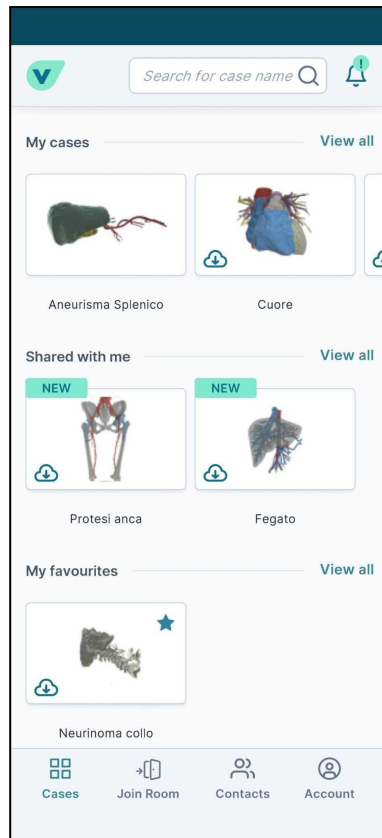 Search for case name
!
My cases
View all
Aneurisma Splenico
Cuore
Shared with me
View all
NEW
NEW
Protesi anca
Fegato
My favourites
View all
Neurinoma collo
Cases
Join Room
Contacts
Account